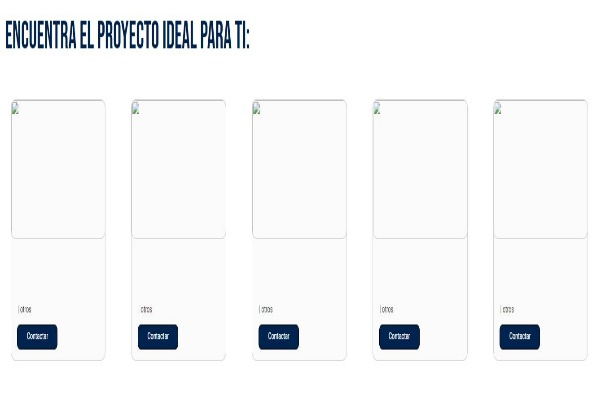 ENCUENTRA EL PROYECTO IDEAL PARA TI:
| otros
| otros
| otros
| otros
| otros
Contactar
Contactar
Contactar
Contactar
Contactar